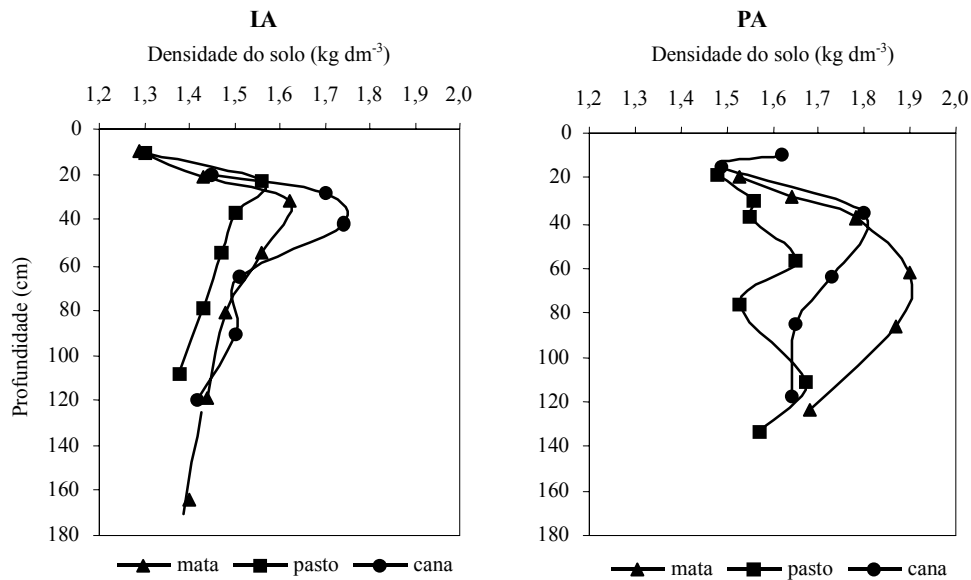 LA
Densidade do solo (kg dm-3)
1,2 1,3 1,4 1,5 1,6 1,7 1,8 1,9 2,0
0
20
40
60
80
100
120
140
160
180
Profundidade (cm)
mata pasto cana
PA
Densidade do solo (kg dm-3)
1,2 1,3 1,4 1,5 1,6 1,7 1,8 1,9 2,0
0
20
40
60
80
100
120
140
160
180
mata pasto cana